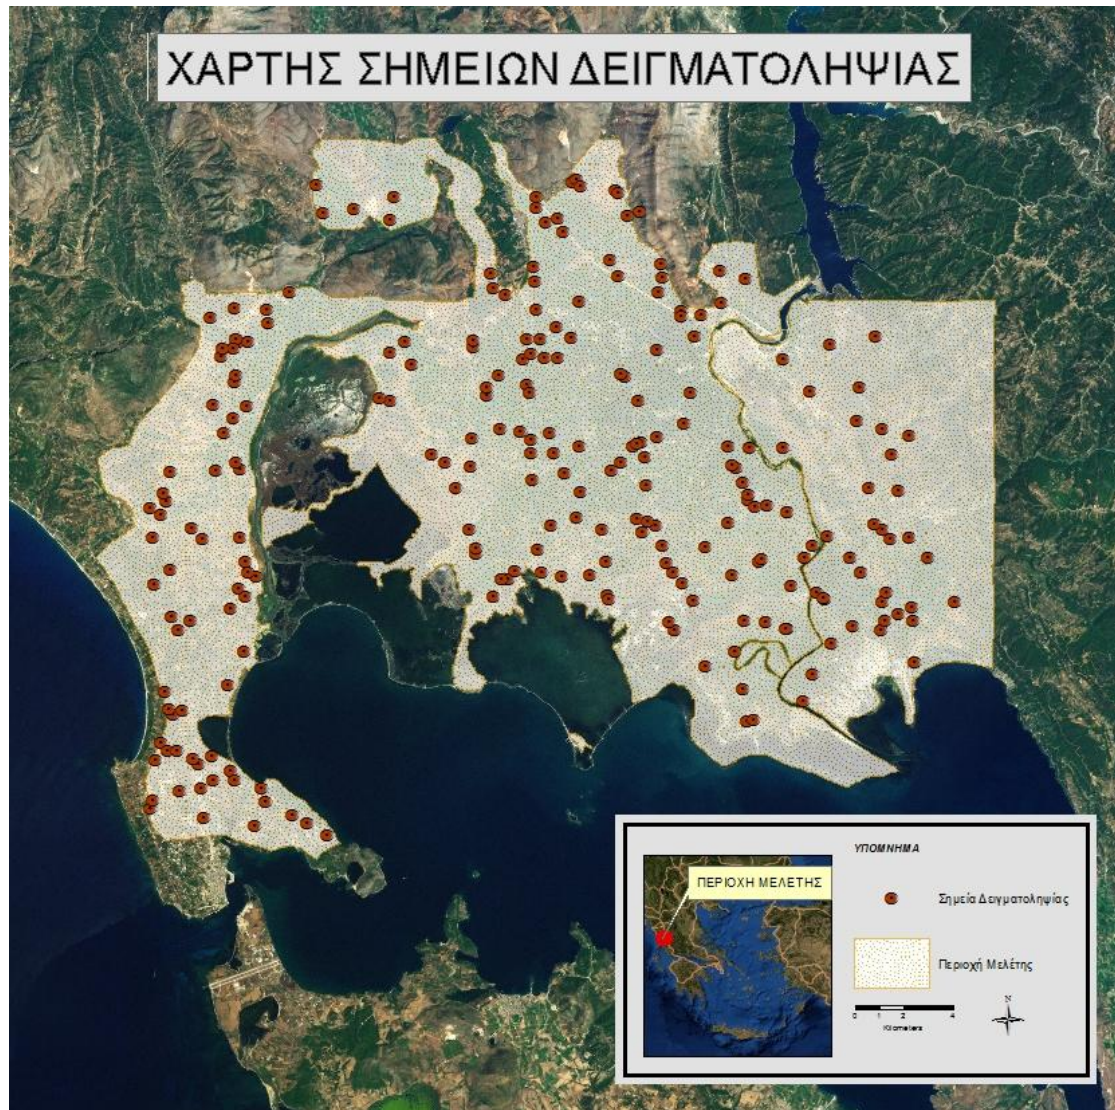 ΧΑΡΤΗΣ ΣΗΜΕΙΩΝ ΔΕΙΓΜΑΤΟΛΗΨΙΑΣ
ΥΠΟΜΝΗΜΑ
ΠΕΡΙΟΧΗ ΜΕΛΕΤΗΣ
Σημεία Δειγματοληψίας
Περιοχή Μελέτης
0 1 2 4
Kilometers
N